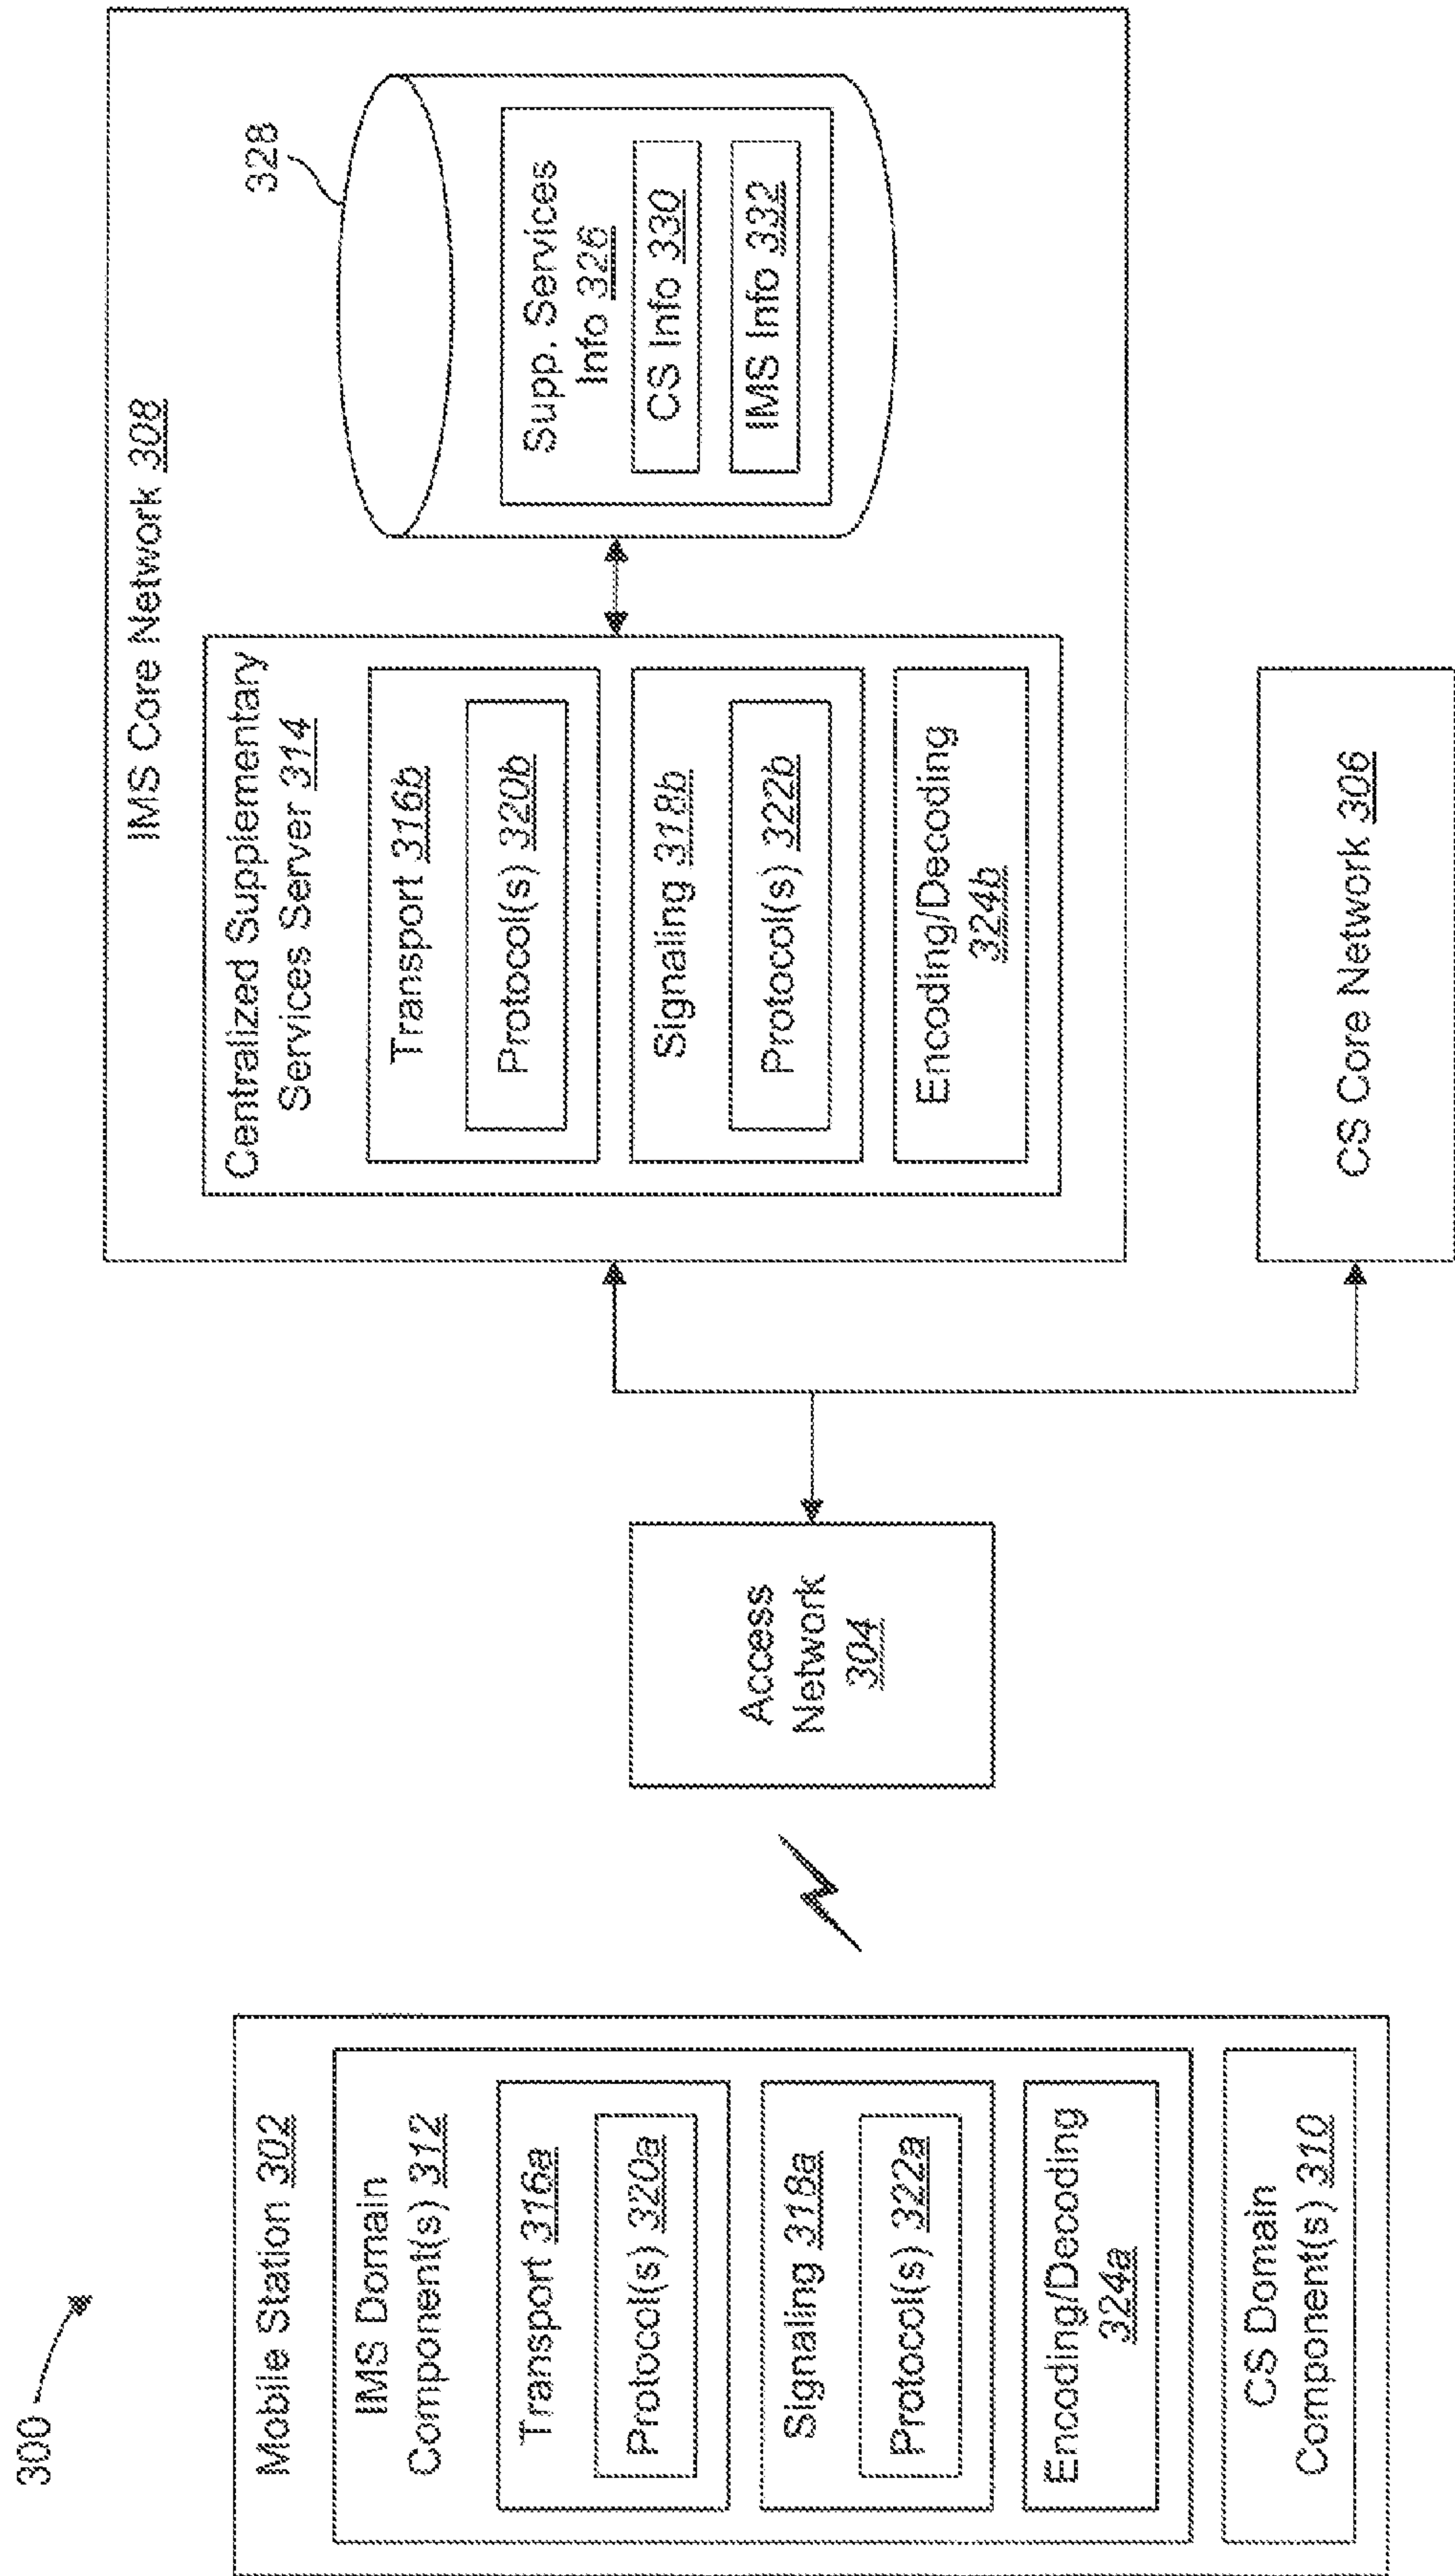 300
Mobile Station 302
IMS Domain
Component(s) 312
Transport 316a
Protocol(s) 320a
Signaling 318a
Protocol(s) 322a
Encoding/Decoding
324a
CS Domain
Component(s) 310
Access
Network
304
IMS Core Network 308
Centralized Supplementary
Services Server 314
Transport 316b
Protocol(s) 320b
Signaling 318b
Protocol(s) 322b
Encoding/Decoding
324b
328
Supp. Services
Info 326
CS Info 330
IMS Info 332
CS Core Network 306